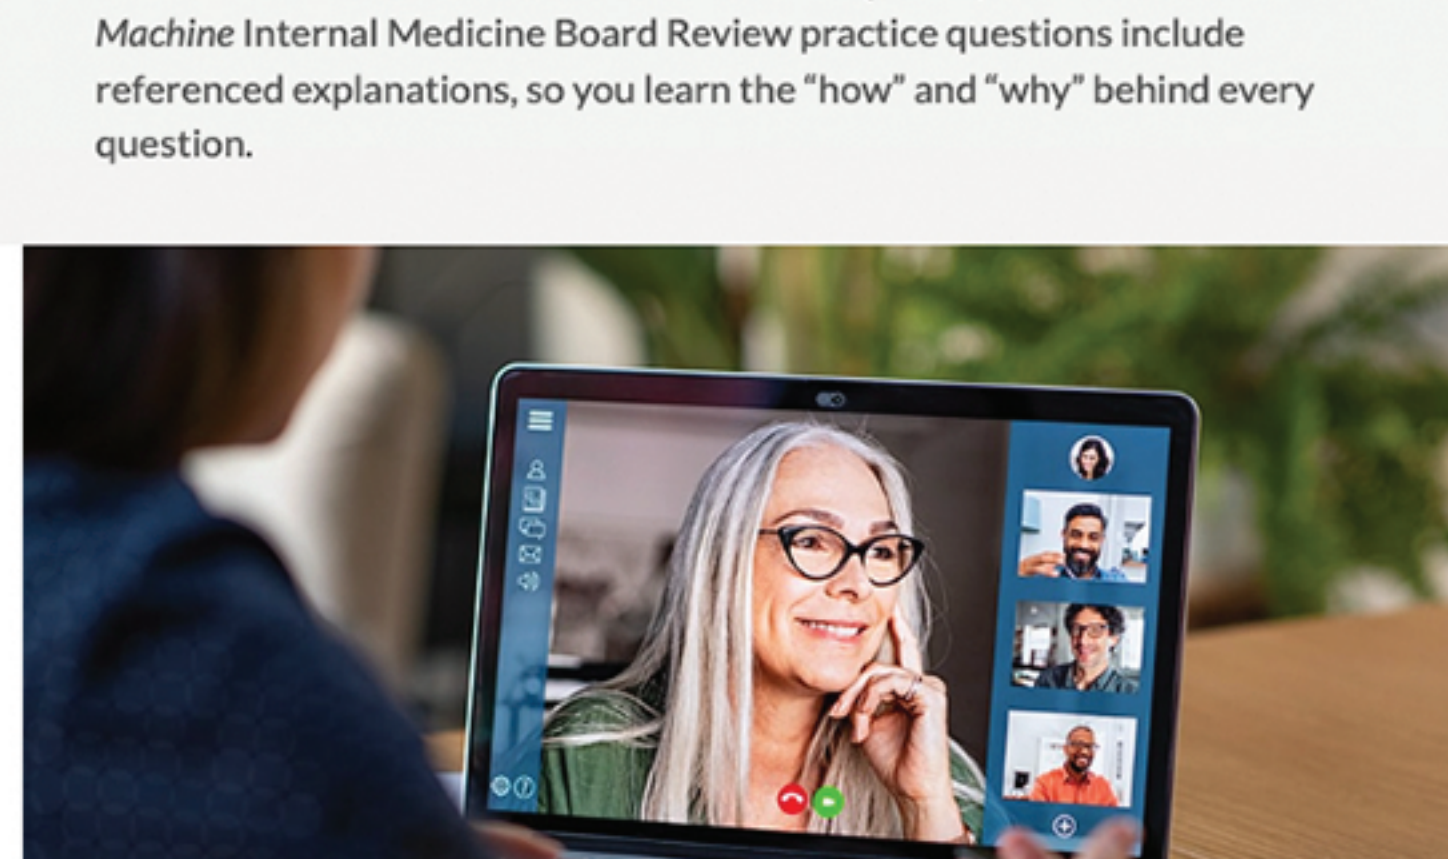 Machine Internal Medicine Board Review practice questions include
referenced explanations, so you learn the “how” and “why” behind every
question.